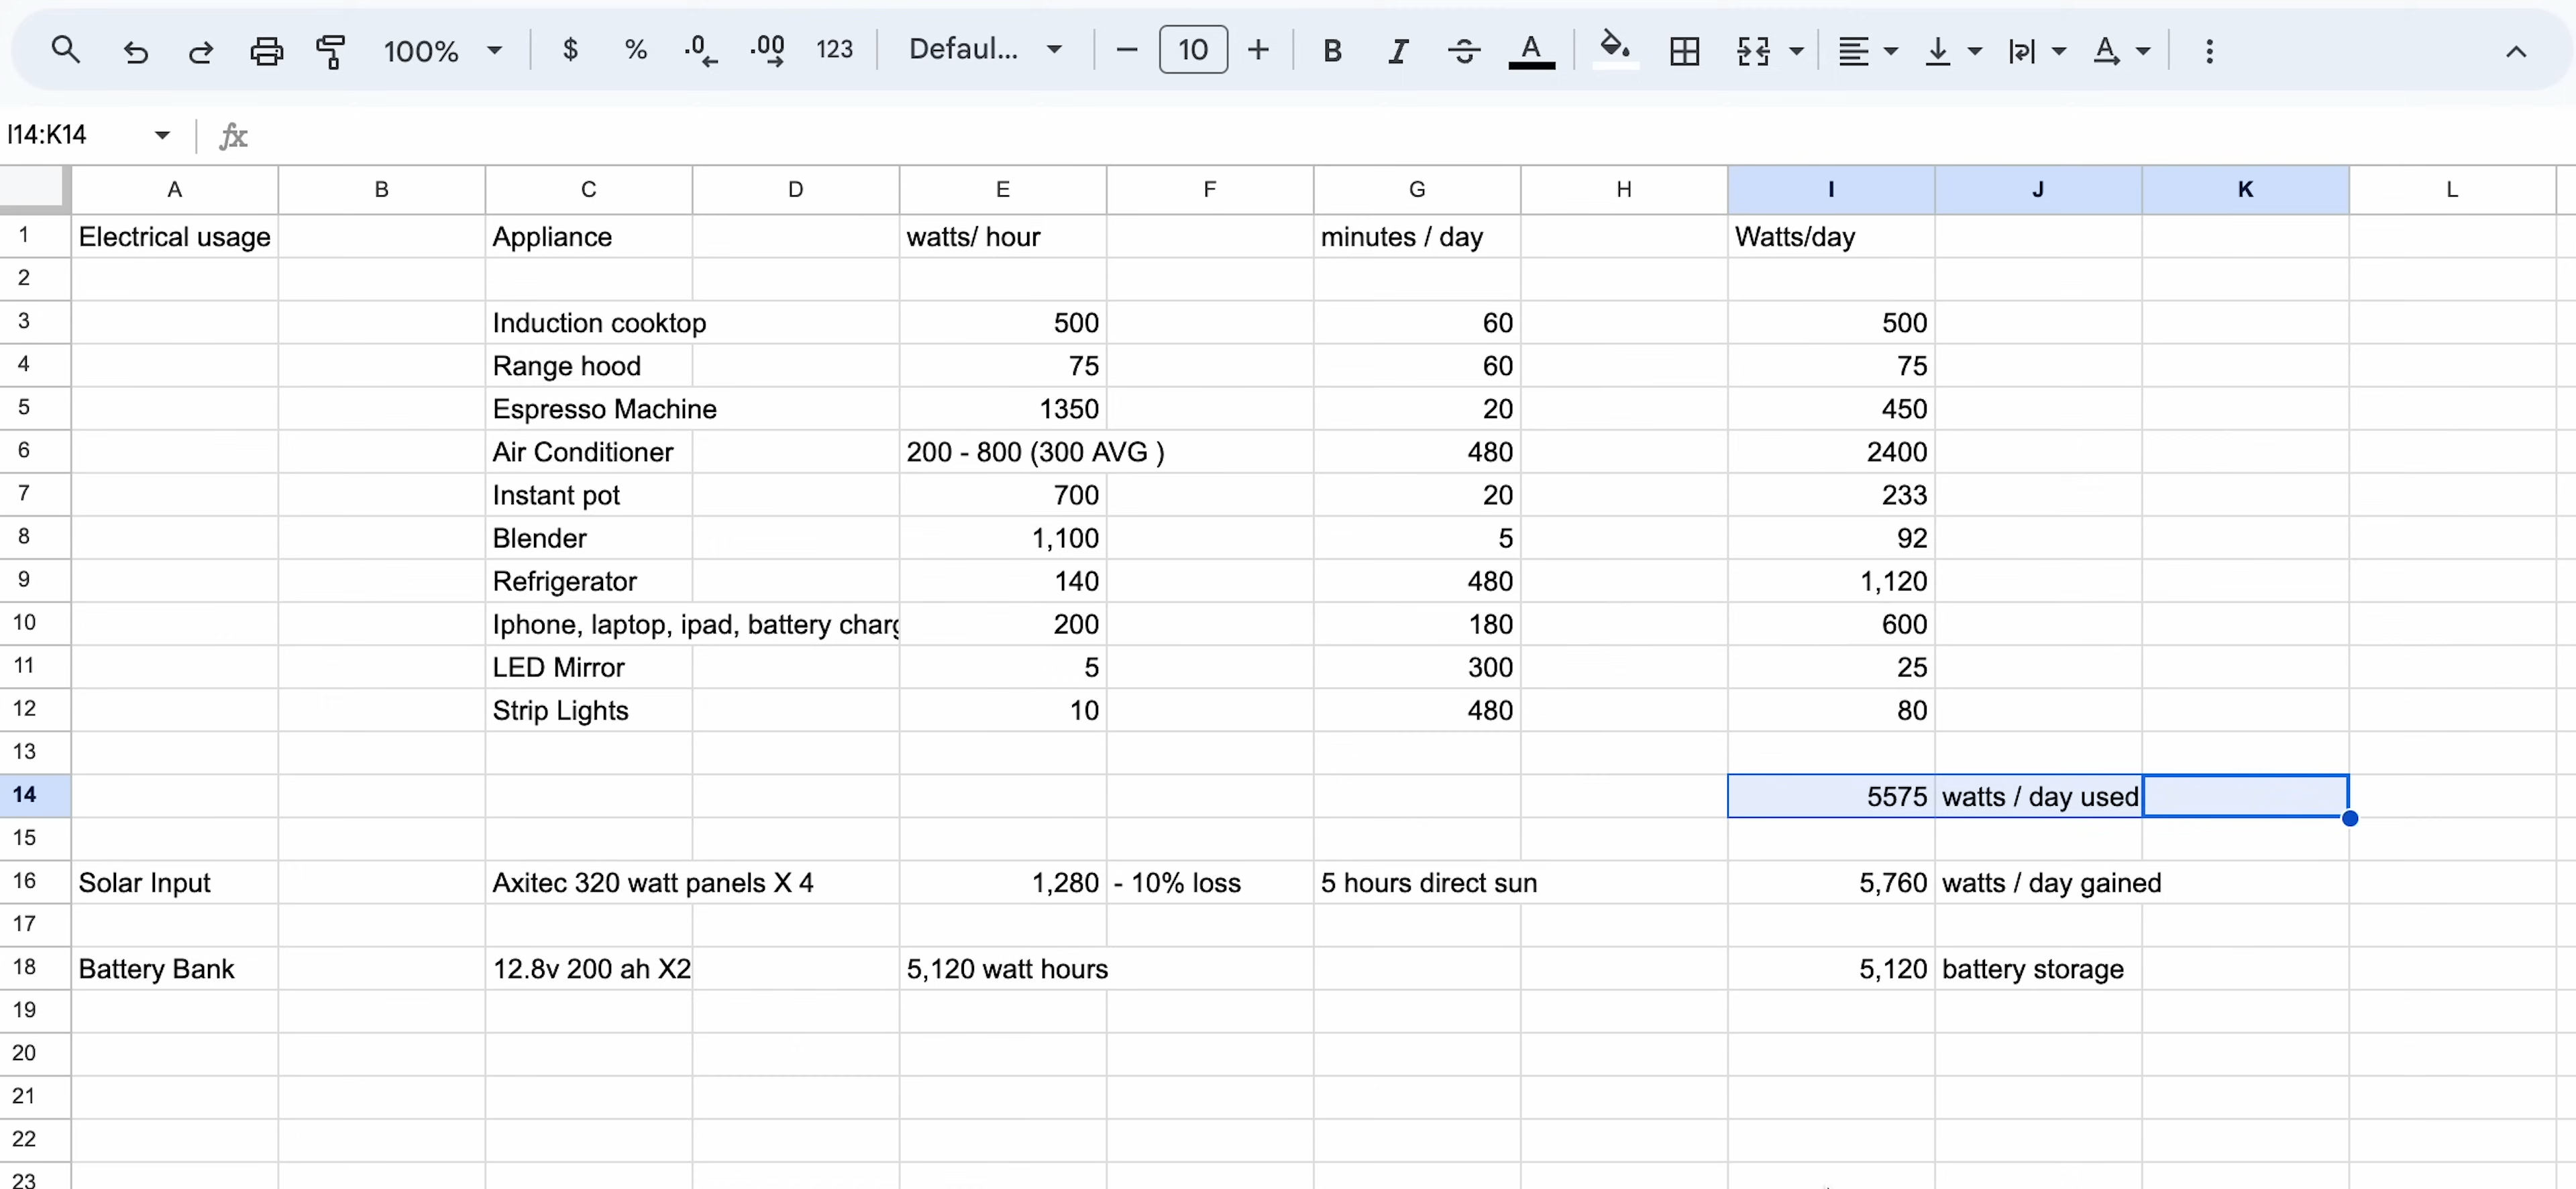 100% $ % .0 .00 123 Defaul... 10 B I A
I14:K14 fx
A B C D E F G H I J K L
1 Electrical usage Appliance watts/ hour minutes / day Watts/day
2
3 Induction cooktop 500 60 500
4 Range hood 75 60 75
5 Espresso Machine 1350 20 450
6 Air Conditioner 200 - 800 (300 AVG ) 480 2400
7 Instant pot 700 20 233
8 Blender 1,100 5 92
9 Refrigerator 140 480 1,120
10 Iphone, laptop, ipad, battery charg 200 180 600
11 LED Mirror 5 300 25
12 Strip Lights 10 480 80
13
14 5575 watts / day used
15
16 Solar Input Axitec 320 watt panels X 4 1,280 - 10% loss 5 hours direct sun 5,760 watts / day gained
17
18 Battery Bank 12.8v 200 ah X2 5,120 watt hours 5,120 battery storage
19
20
21
22
23